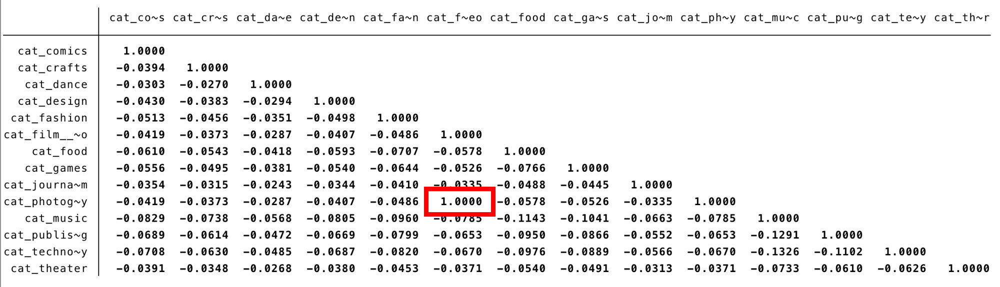 cat_co~s cat_cr~s cat_da~e cat_de~n cat_fa~n cat_f~eo cat_food cat_ga~s cat_jo~m cat_ph~y cat_mu~c cat_pu~g cat_te~y cat_th~r
cat_comics 1.0000
cat_crafts -0.0394 1.0000
cat_dance -0.0303 -0.0270 1.0000
cat_design -0.0430 -0.0383 -0.0294 1.0000
cat_fashion -0.0513 -0.0456 -0.0351 -0.0498 1.0000
cat_film__~o -0.0419 -0.0373 -0.0287 -0.0407 -0.0486 1.0000
cat_food -0.0610 -0.0543 -0.0418 -0.0593 -0.0707 -0.0578 1.0000
cat_games -0.0556 -0.0495 -0.0381 -0.0540 -0.0644 -0.0526 -0.0766 1.0000
cat_journa~m -0.0354 -0.0315 -0.0243 -0.0344 -0.0410 -0.0335 -0.0488 -0.0445 1.0000
cat_photog~y -0.0419 -0.0373 -0.0287 -0.0407 -0.0486 1.0000 -0.0578 -0.0526 -0.0335 1.0000
cat_music -0.0829 -0.0738 -0.0568 -0.0805 -0.0960 -0.0785 -0.1143 -0.1041 -0.0663 -0.0785 1.0000
cat_publis~g -0.0689 -0.0614 -0.0472 -0.0669 -0.0799 -0.0653 -0.0950 -0.0866 -0.0552 -0.0653 -0.1291 1.0000
cat_techno~y -0.0708 -0.0630 -0.0485 -0.0687 -0.0820 -0.0670 -0.0976 -0.0889 -0.0566 -0.0670 -0.1326 -0.1102 1.0000
cat_theater -0.0391 -0.0348 -0.0268 -0.0380 -0.0453 -0.0371 -0.0540 -0.0491 -0.0313 -0.0371 -0.0733 -0.0610 -0.0626 1.0000